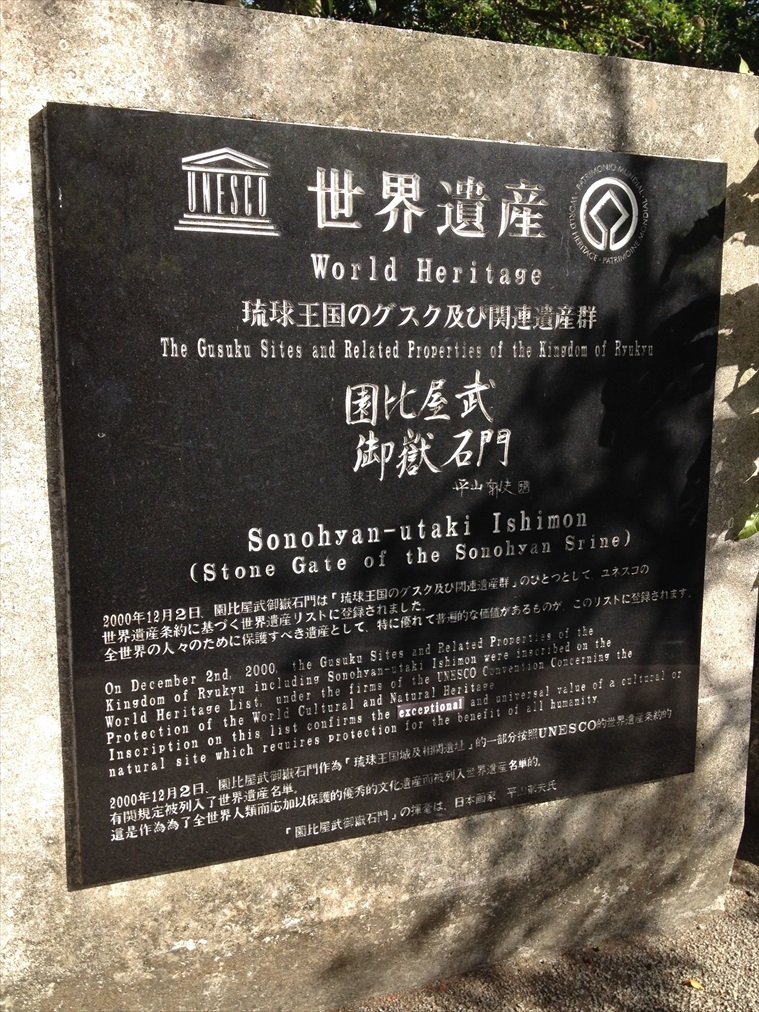 UNESCO
世界遺産
WORLD HERITAGE · PATRIMOINE MONDIAL · PATRIMONIO MUNDIAL
World Heritage
琉球王国のグスク及び関連遺産群
The Gusuku Sites and Related Properties of the Kingdom of Ryukyu
園比屋武
御嶽石門
平山郁夫
Sonohyan-utaki Ishimon
(Stone Gate of the Sonohyan Srine)
2000年12月2日、園比屋武御嶽石門は「琉球王国のグスク及び関連遺産群」のひとつとして、ユネスコの
世界遺産条約に基づく世界遺産リストに登録されました。
全世界の人々のために保護すべき遺産として、特に優れて普遍的な価値があるものが、このリストに登録されます。
On December 2nd, 2000, the Gusuku Sites and Related Properties of the
Kingdom of Ryukyu including Sonohyan-utaki Ishimon were inscribed on the
World Heritage List, under the firms of the UNESCO Convention Concerning the
Protection of the World Cultural and Natural Heritage
Inscription on this list confirms the exceptional and universal value of a cultural or
natural site which requires protection for the benefit of all humanity.
2000年12月2日、園比屋武御嶽石門作為「琉球王国城及相関遺址」的一部分按照UNESCO的世界遺産条約的
有関規定被列入了世界遺産名単。
這是作為為了全世界人類而応加以保護的優秀的文化遺産而被列入世界遺産名単的。
「園比屋武御嶽石門」の揮毫は、日本画家 平山郁夫氏